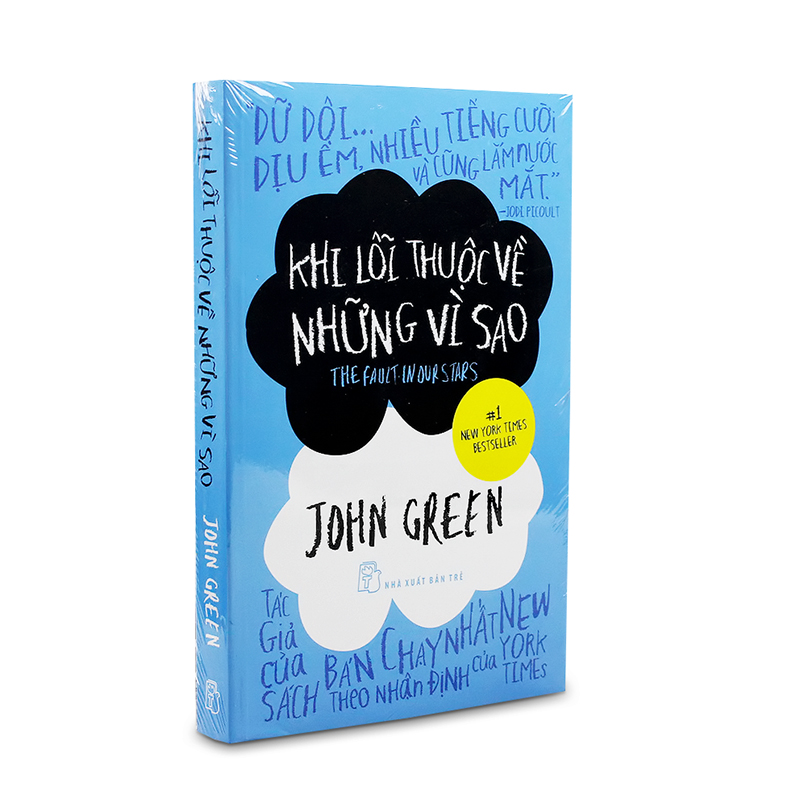 "DỮ DỘI... NHIỀU TIẾNG CƯỜI
DỊU ÊM, VÀ CŨNG LẮM NƯỚC
MẮT."
—JODI PICOULT
KHI LỖI THUỘC VỀ
NHỮNG VÌ SAO
THE FAULT IN OUR STARS
#1
NEW YORK TIMES
BESTSELLER
JOHN GREEN
NHÀ XUẤT BẢN TRẺ
TÁC
GIẢ
CỦA
SÁCH
BÁN CHẠY NHẤT
THEO NHẬN ĐỊNH CỦA
NEW
YORK
TIMES
KHI LỖI THUỘC VỀ NHỮNG VÌ SAO
JOHN GREEN